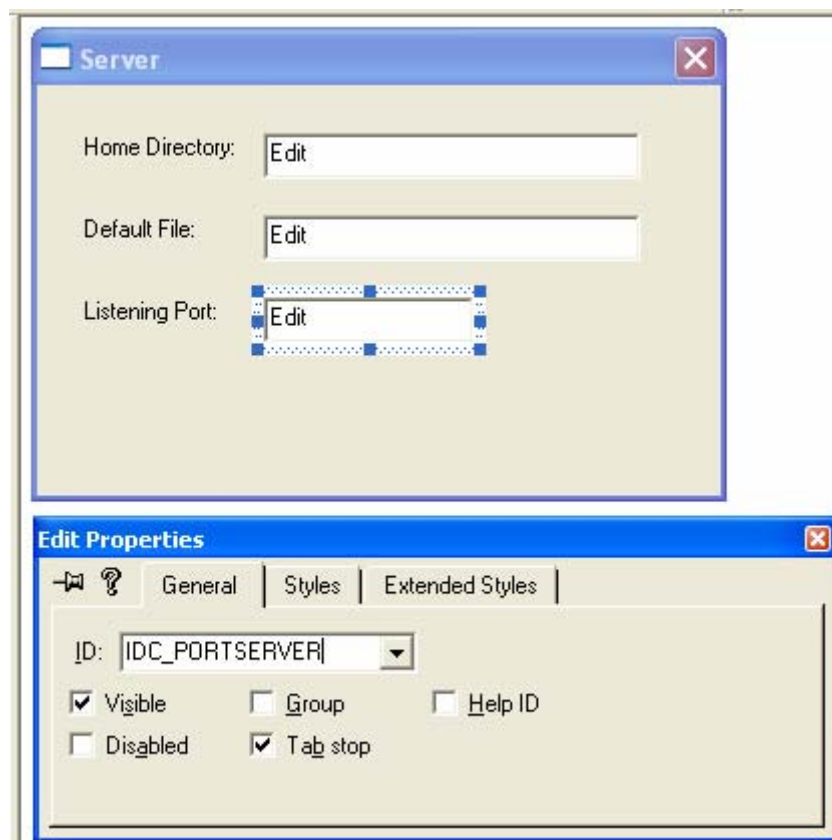 Server
Home Directory: Edit
Default File: Edit
Listening Port: Edit
Edit Properties
General Styles Extended Styles
ID: IDC_PORTSERVER
Visible Group Help ID
Disabled Tab stop